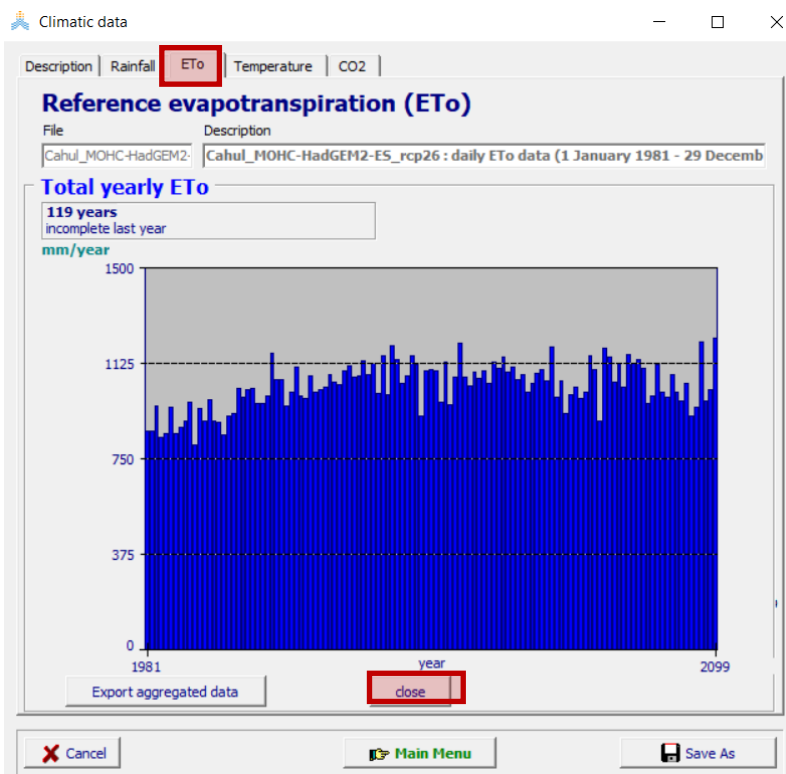 Climatic data
Description Rainfall ETo Temperature CO2
Reference evapotranspiration (ETo)
File Description
Cahul_MOHC-HadGEM2- Cahul_MOHC-HadGEM2-ES_rcp26 : daily ETo data (1 January 1981 - 29 Decemb
Total yearly ETo
119 years
incomplete last year
mm/year
1500
1125
750
375
0
1981 year 2099
Export aggregated data close
Cancel Main Menu Save As